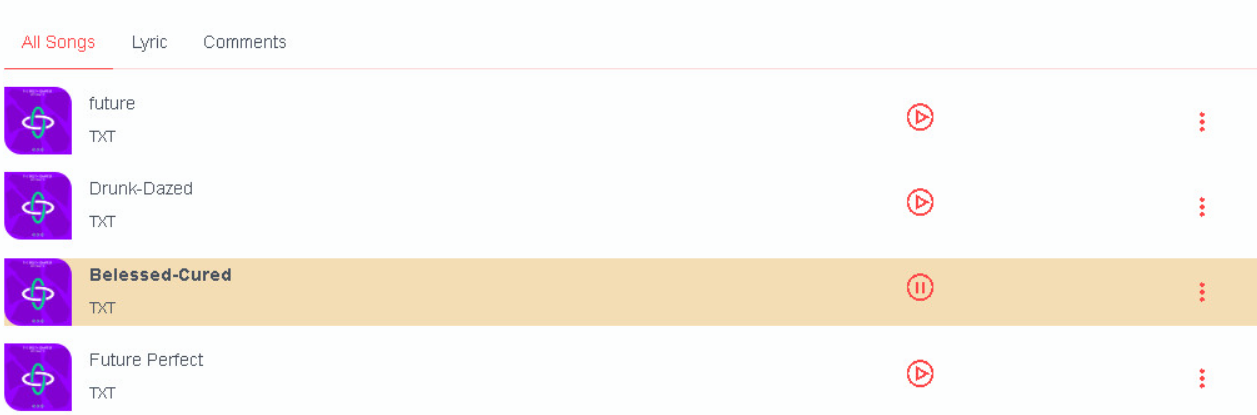 All Songs Lyric Comments
future
TXT
Drunk-Dazed
TXT
Belessed-Cured
TXT
Future Perfect
TXT